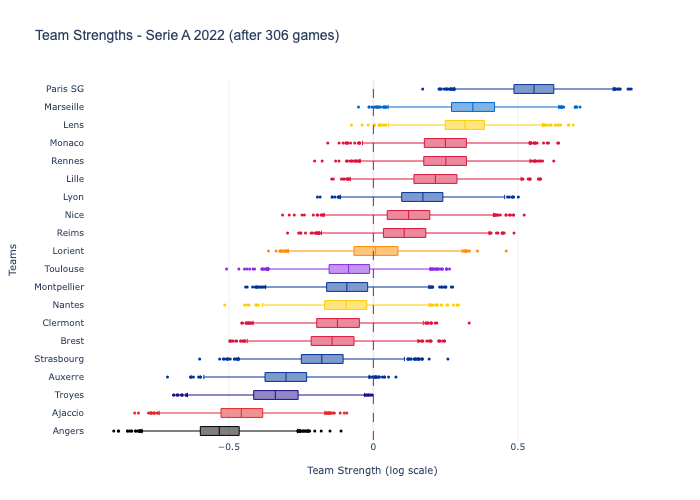 Team Strengths - Serie A 2022 (after 306 games)
Paris SG
Marseille
Lens
Monaco
Rennes
Lille
Lyon
Nice
Reims
Lorient
Toulouse
Montpellier
Nantes
Clermont
Brest
Strasbourg
Auxerre
Troyes
Ajaccio
Angers
Teams
−0.5
0
0.5
Team Strength (log scale)